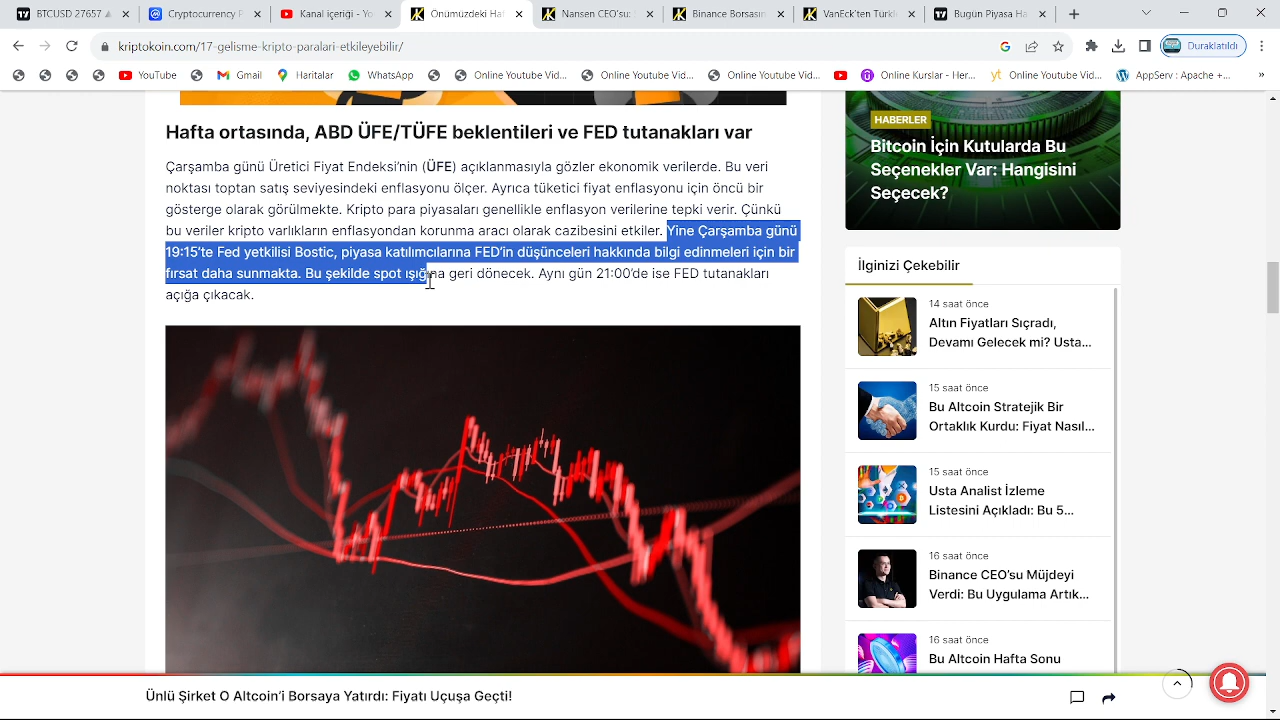 BTCUSD 27657
Cryptocurrency P
Kanal içeriği - Yo
Önümüzdeki Haf
Nansen CEO'su:
Binance Borsasın
VanEck'ten Türkl
Bugün Piyasa Ha
kriptokoin.com/17-gelisme-kripto-paralari-etkileyebilir/
Duraklatıldı
YouTube
Gmail
Haritalar
WhatsApp
Online Youtube Vid...
Online Youtube Vid...
Online Youtube Vid...
Online Kurslar - Her...
Online Youtube Vid...
AppServ : Apache +...
Hafta ortasında, ABD ÜFE/TÜFE beklentileri ve FED tutanakları var
Çarşamba günü Üretici Fiyat Endeksi'nin (ÜFE) açıklanmasıyla gözler ekonomik verilerde. Bu veri
noktası toptan satış seviyesindeki enflasyonu ölçer. Ayrıca tüketici fiyat enflasyonu için öncü bir
gösterge olarak görülmekte. Kripto para piyasaları genellikle enflasyon verilerine tepki verir. Çünkü
bu veriler kripto varlıkların enflasyondan korunma aracı olarak cazibesini etkiler. Yine Çarşamba günü
19:15'te Fed yetkilisi Bostic, piyasa katılımcılarına FED'in düşünceleri hakkında bilgi edinmeleri için bir
fırsat daha sunmakta. Bu şekilde spot ışığına geri dönecek. Aynı gün 21:00'de ise FED tutanakları
açığa çıkacak.
HABERLER
Bitcoin İçin Kutularda Bu
Seçenekler Var: Hangisini
Seçecek?
İlginizi Çekebilir
14 saat önce
Altın Fiyatları Sıçradı,
Devamı Gelecek mi? Usta...
15 saat önce
Bu Altcoin Stratejik Bir
Ortaklık Kurdu: Fiyat Nasıl...
15 saat önce
Usta Analist İzleme
Listesini Açıkladı: Bu 5...
16 saat önce
Binance CEO'su Müjdeyi
Verdi: Bu Uygulama Artık...
16 saat önce
Bu Altcoin Hafta Sonu
Ünlü Şirket O Altcoin'i Borsaya Yatırdı: Fiyatı Uçuşa Geçti!